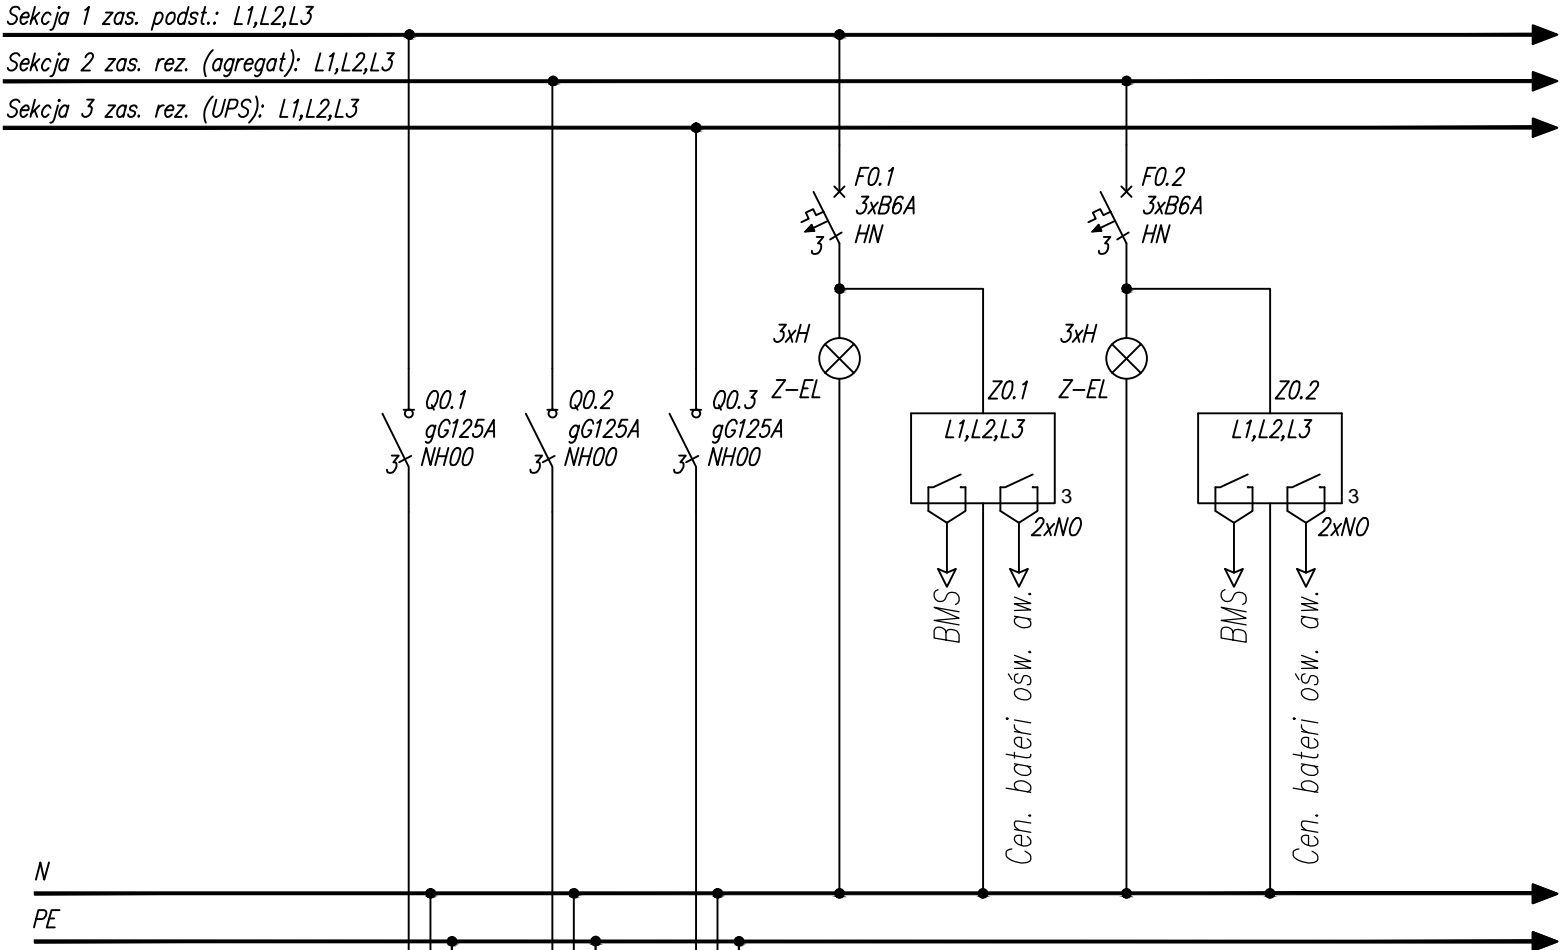 Sekcja 1 zas. podst.: L1,L2,L3
Sekcja 2 zas. rez. (agregat): L1,L2,L3
Sekcja 3 zas. rez. (UPS): L1,L2,L3
F0.1
3xB6A
HN
3
F0.2
3xB6A
HN
3
3xH
Z-EL
3xH
Z-EL
Q0.1
gG125A
NH00
3
Q0.2
gG125A
NH00
3
Q0.3
gG125A
NH00
3
Z0.1
L1,L2,L3
3
2xNO
BMS
Cen. bateri ośw. aw.
Z0.2
L1,L2,L3
3
2xNO
BMS
Cen. bateri ośw. aw.
N
PE